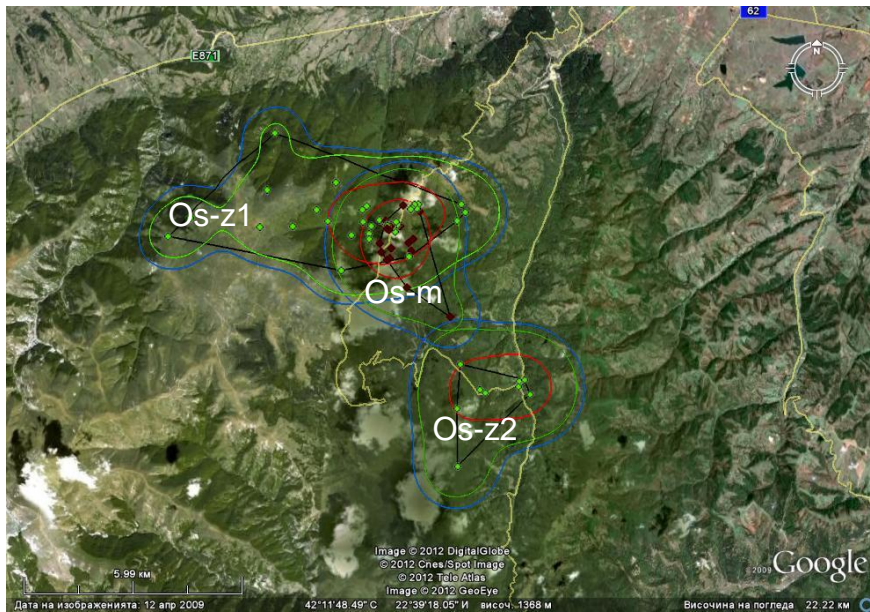 62
E871
N
Os-z1
Os-m
Os-z2
Image © 2012 DigitalGlobe
© 2012 Cnes/Spot Image
© 2012 Tele Atlas
Image © 2012 GeoEye
5.99 км
© 2009 Google
Дата на изображенията: 12 апр 2009 42°11'48 49" С 22°39'18.05" И височ. 1368 м Височина на погледа 22.22 км